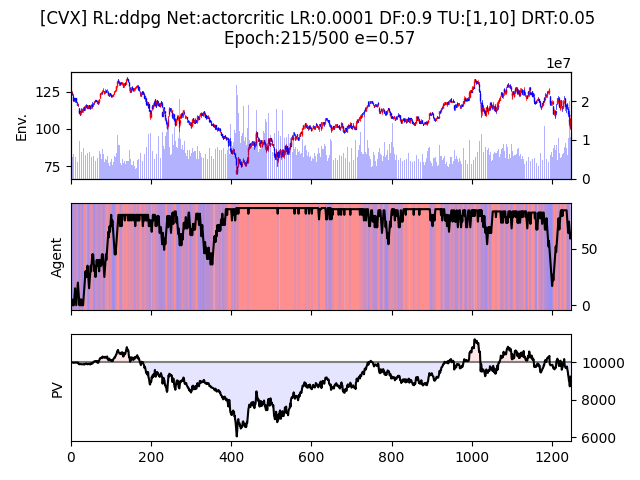 [CVX] RL:ddpg Net:actorcritic LR:0.0001 DF:0.9 TU:[1,10] DRT:0.05
Epoch:215/500 e=0.57
1e7
Env.
125
100
75
2
1
0
Agent
50
0
PV
10000
8000
6000
0 200 400 600 800 1000 1200